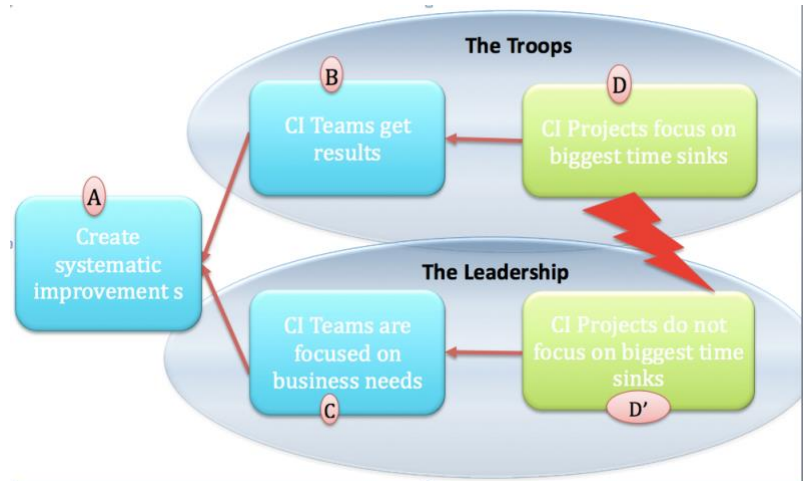 The Troops
B
CI Teams get
results
D
CI Projects focus on
biggest time sinks
A
Create
systematic
improvement s
The Leadership
CI Teams are
focused on
business needs
C
CI Projects do not
focus on biggest time
sinks
D'